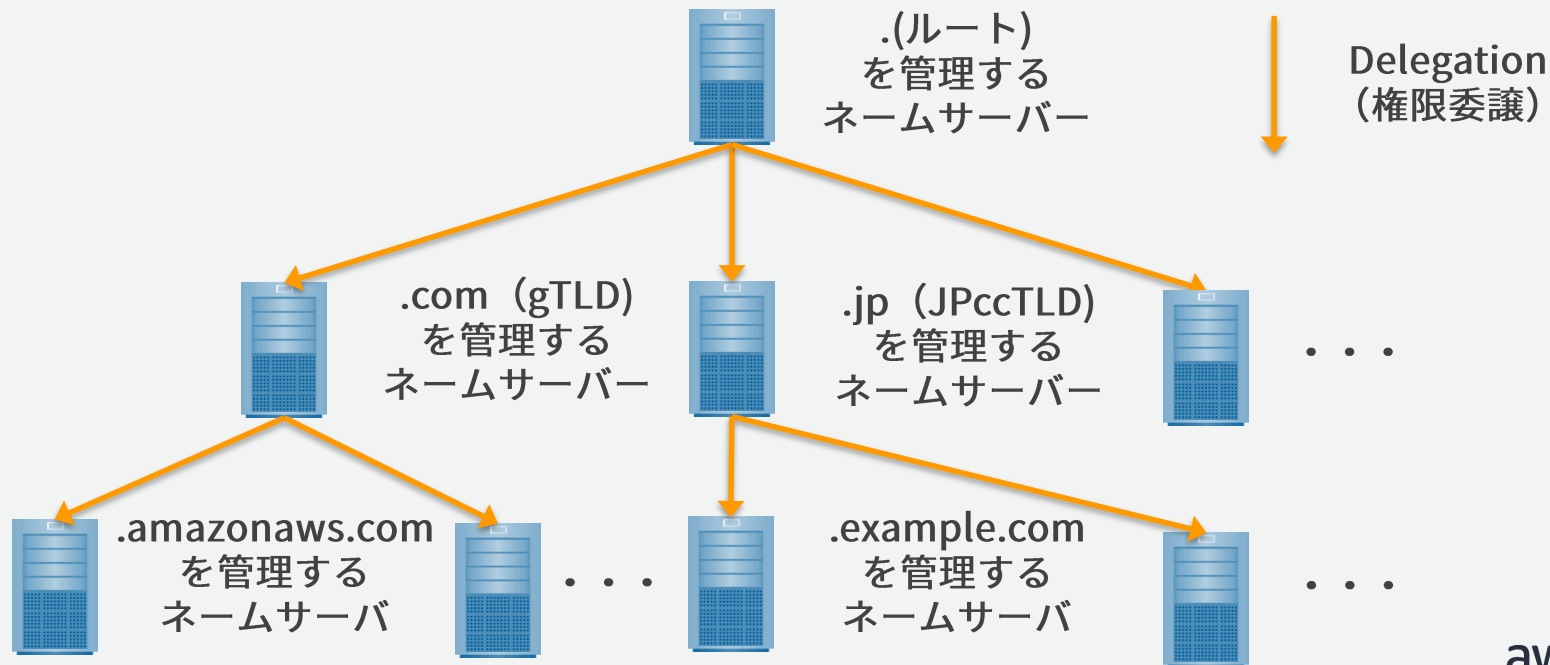 .(ルート)
を管理する
ネームサーバー
Delegation
（権限委譲）
.com（gTLD)
を管理する
ネームサーバー
.jp（JPccTLD)
を管理する
ネームサーバー
・・・
.amazonaws.com
を管理する
ネームサーバ
・・・
.example.com
を管理する
ネームサーバ
・・・
aw